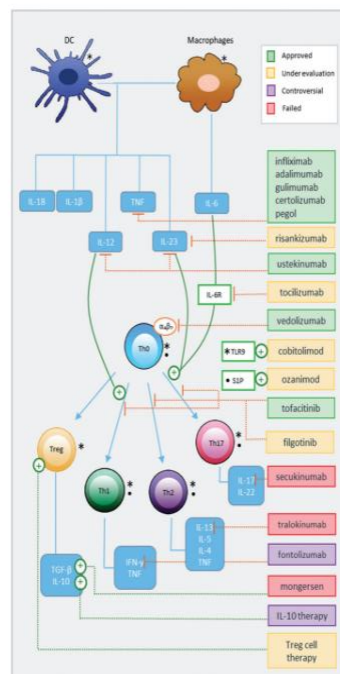 DC
Macrophages
Approved
Under evaluation
Controversial
Failed
IL-18
IL-1β
TNF
IL-6
IL-12
IL-23
IL-6R
α4β7
Th0
Treg
Th1
Th2
Th17
IL-17
IL-22
IL-13
IL-5
IL-4
TNF
IFN-γ
TNF
TGF-β
IL-10
infliximab
adalimumab
gulimumab
certolizumab
pegol
risankizumab
ustekinumab
tocilizumab
vedolizumab
*TLR9
cobitolimod
• S1P
ozanimod
tofacitinib
filgotinib
secukinumab
tralokinumab
fontolizumab
mongersen
IL-10 therapy
Treg cell
therapy